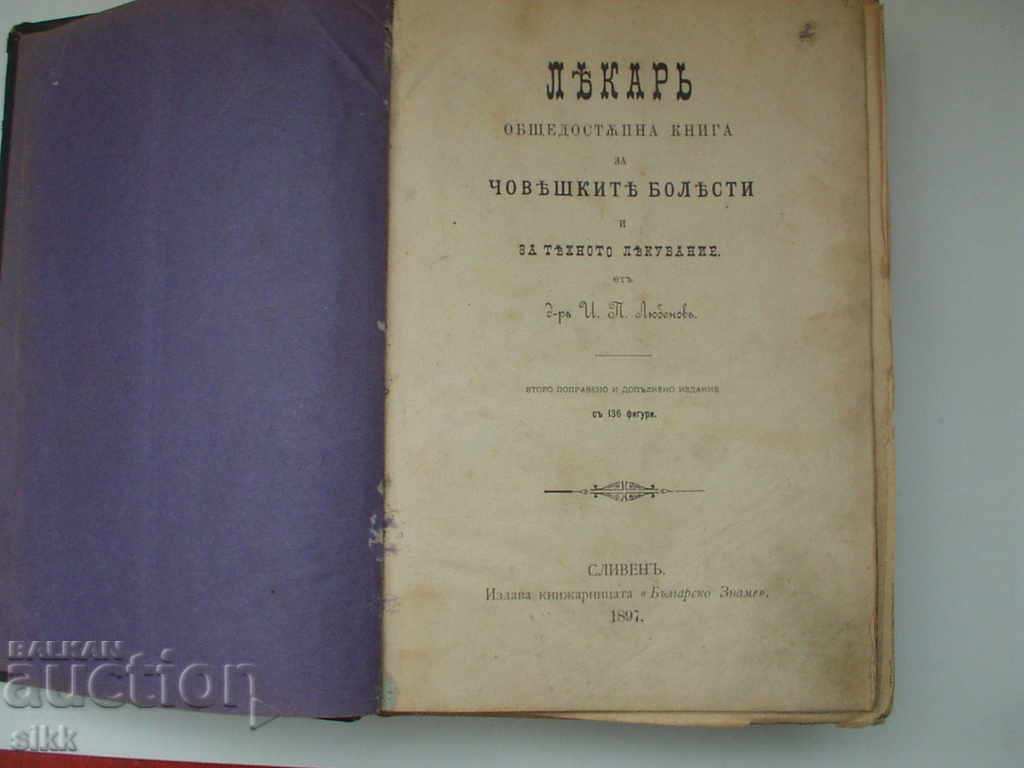 ЛѢКАРЬ
ОБЩЕДОСТѪПНА КНИГА
ЗА
ЧОВѢШКИТѢ БОЛѢСТИ
И
ЗА ТѢХНОТО ЛѢКУВАНИЕ.
отъ
д-ръ И. П. Любеновъ.
ВТОРО ПОПРАВЕНО И ДОПЪЛНЕНО ИЗДАНИЕ
съ 136 фигури.
СЛИВЕНЪ.
Издава книжарницата «Българско Знаме».
1897.
BALKAN
auction
sikk